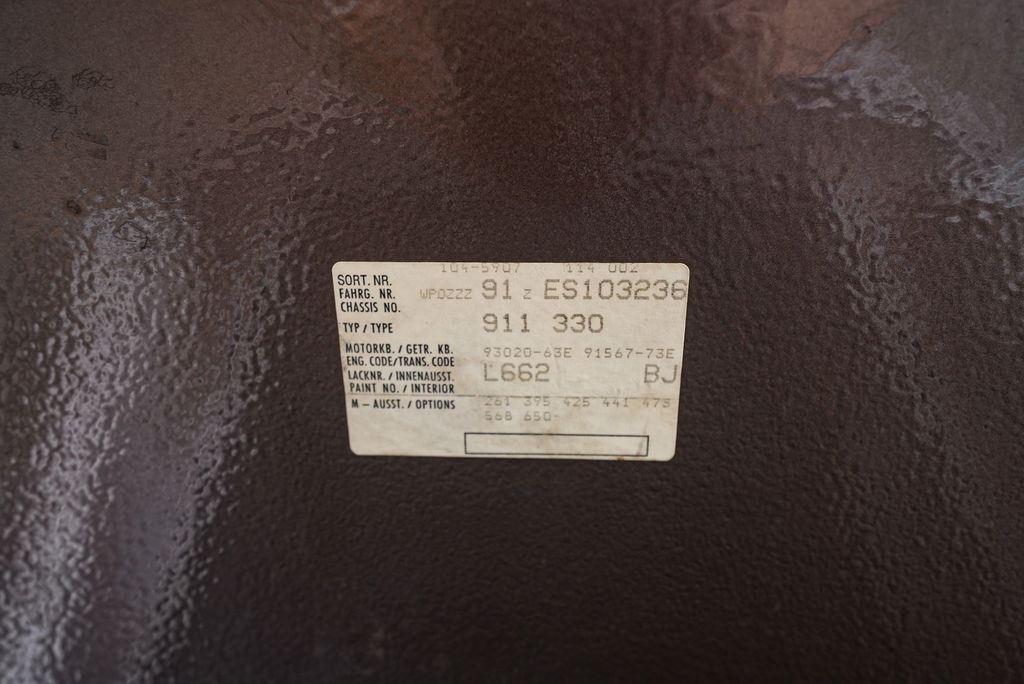 104-5907 114 002
SORT. NR.
FAHRG. NR.
CHASSIS NO.
WPOZZZ 91 Z ES103236
TYP / TYPE 911 330
MOTORKB. / GETR. KB.
ENG. CODE/TRANS. CODE
93020-63E 91567-73E
LACKNR. / INNENAUSST.
PAINT NO. / INTERIOR
L662 BJ
M – AUSST. / OPTIONS
261 395 425 441 473
568 650-